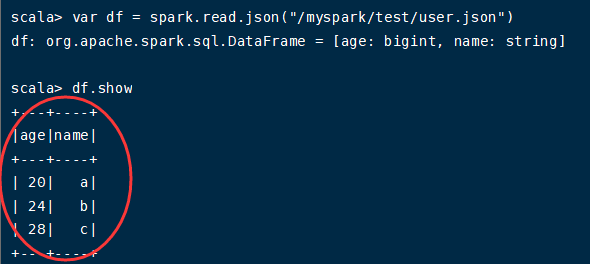 scala> var df = spark.read.json("/myspark/test/user.json")
df: org.apache.spark.sql.DataFrame = [age: bigint, name: string]
scala> df.show
+---+----+
|age|name|
+---+----+
| 20|   a|
| 24|   b|
| 28|   c|
+---+----+